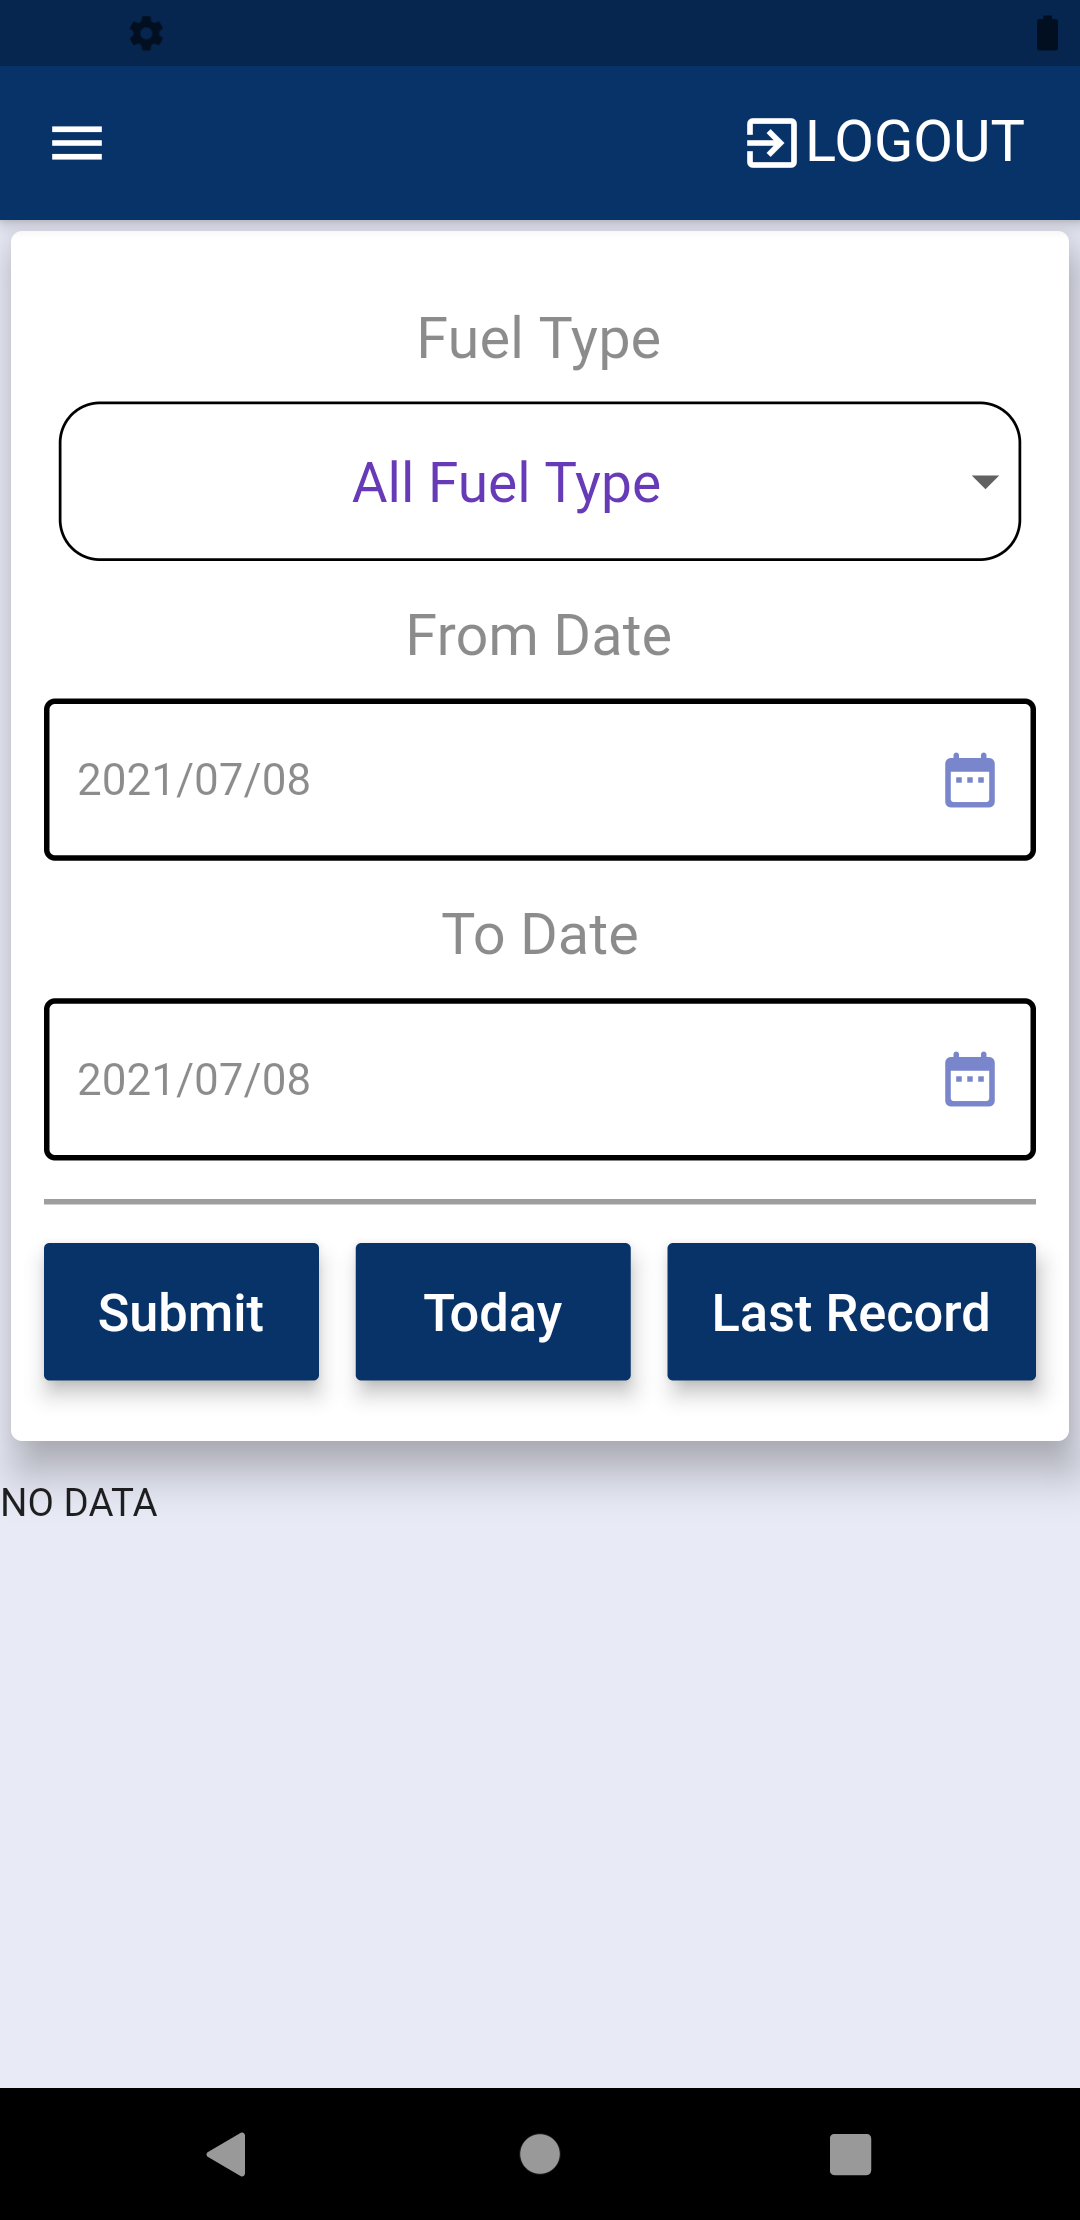 LOGOUT
Fuel Type
All Fuel Type
From Date
2021/07/08
To Date
2021/07/08
Submit Today Last Record
NO DATA